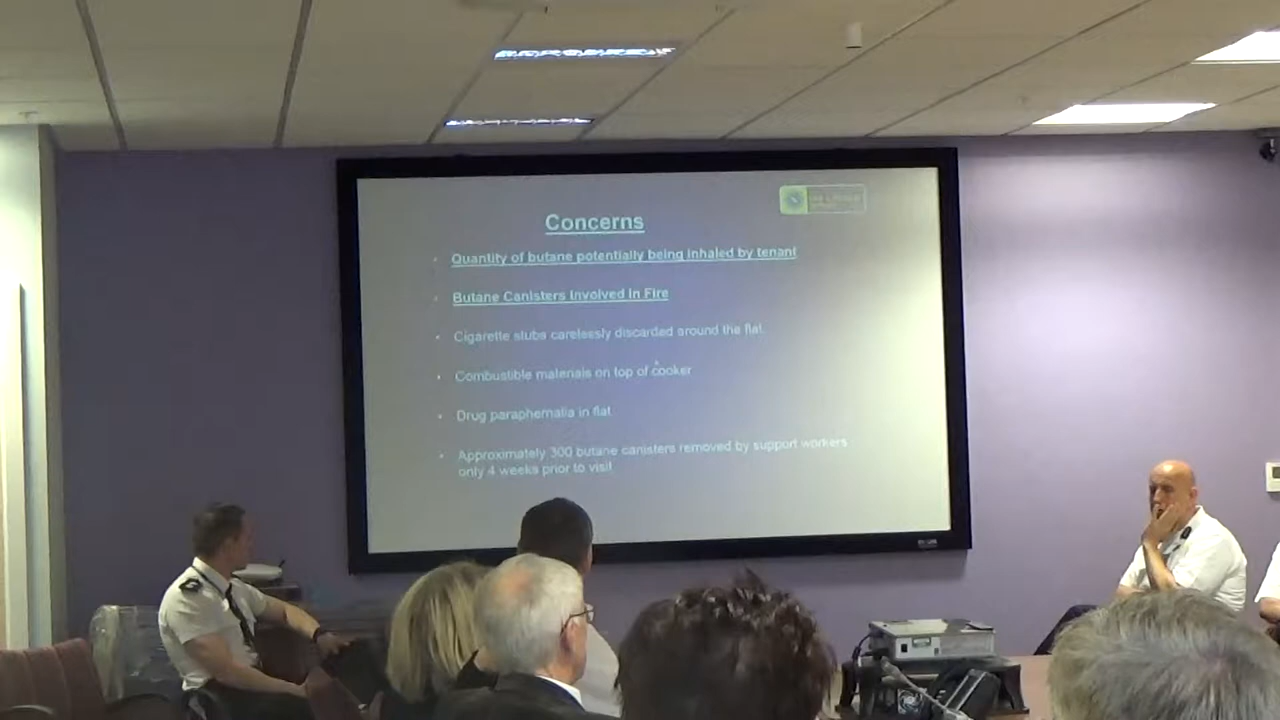 Concerns
• Quantity of butane potentially being inhaled by tenant
• Butane Canisters Involved in Fire
• Cigarette stubs carelessly discarded around the flat.
• Combustible materials on top of cooker
• Drug paraphernalia in flat
• Approximately 300 butane canisters removed by support workers
only 4 weeks prior to visit